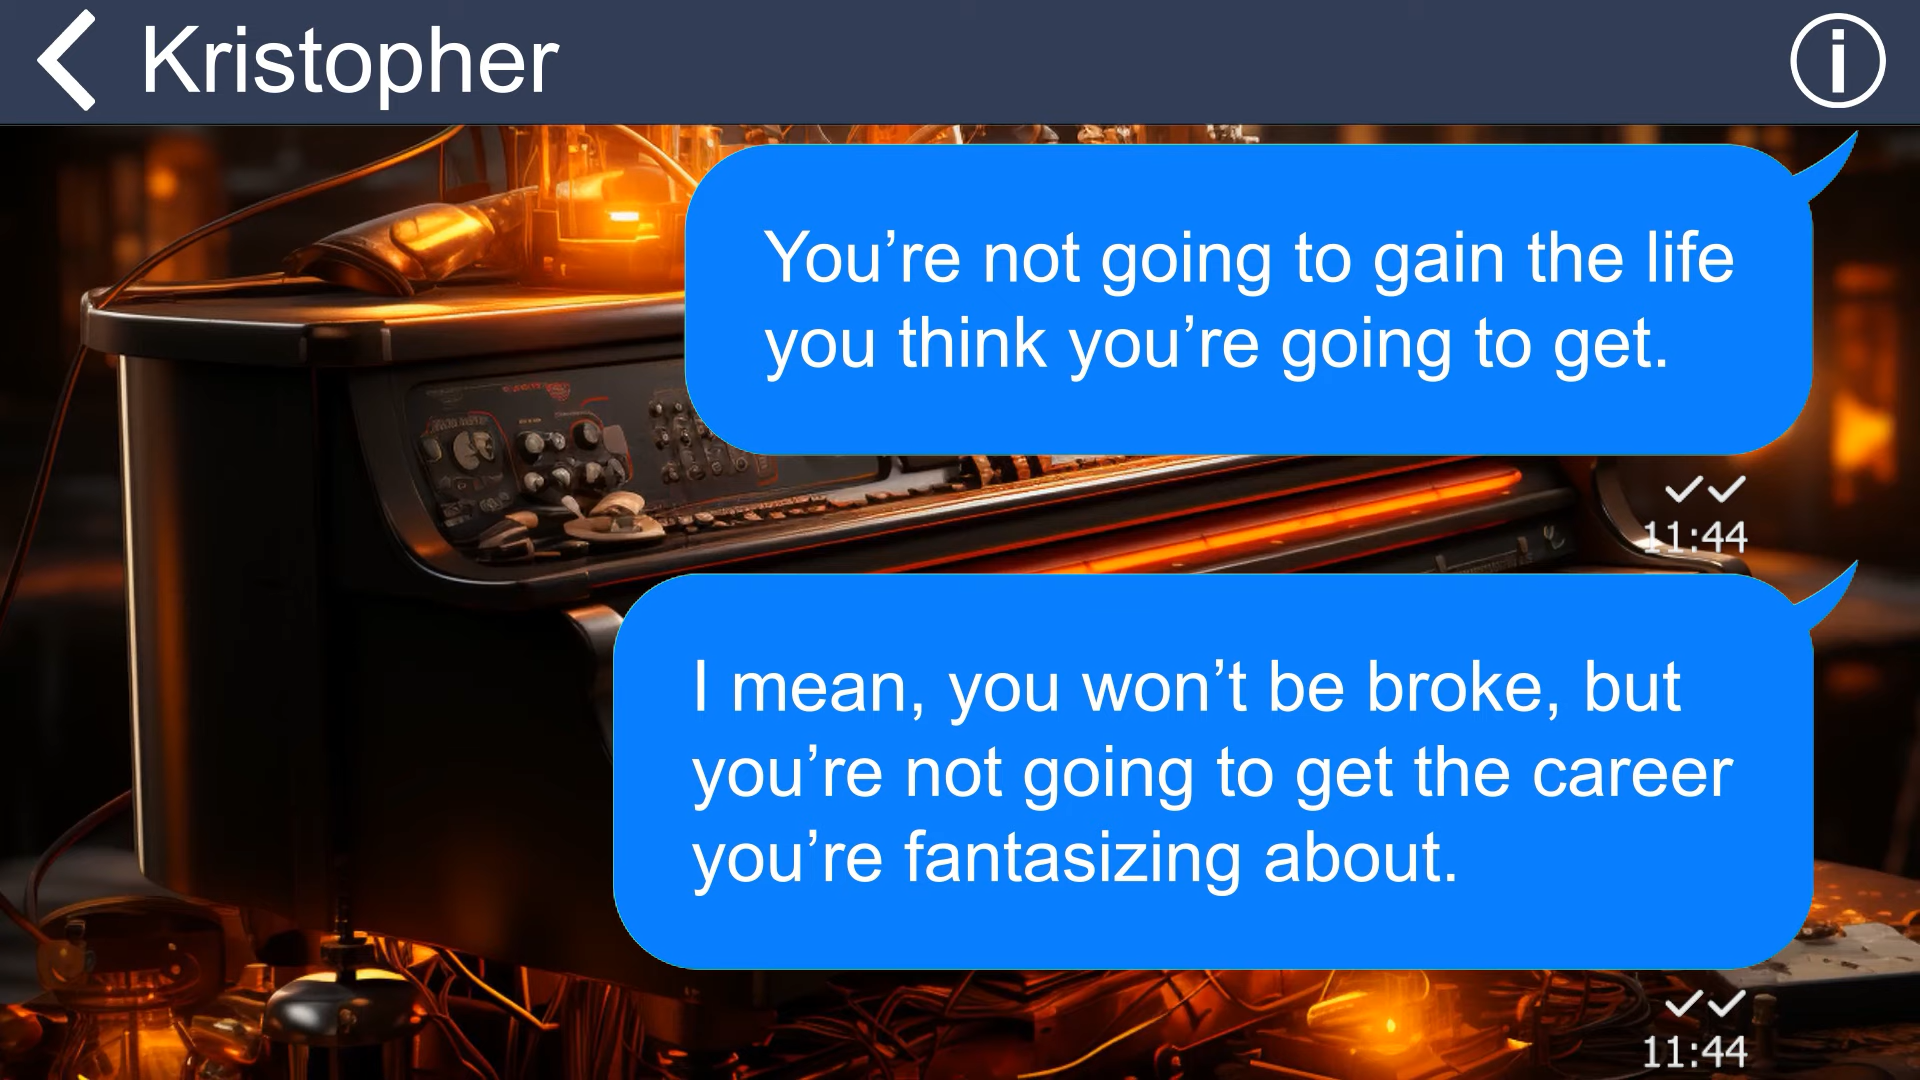 Kristopher
You’re not going to gain the life
you think you’re going to get.
11:44
I mean, you won’t be broke, but
you’re not going to get the career
you’re fantasizing about.
11:44